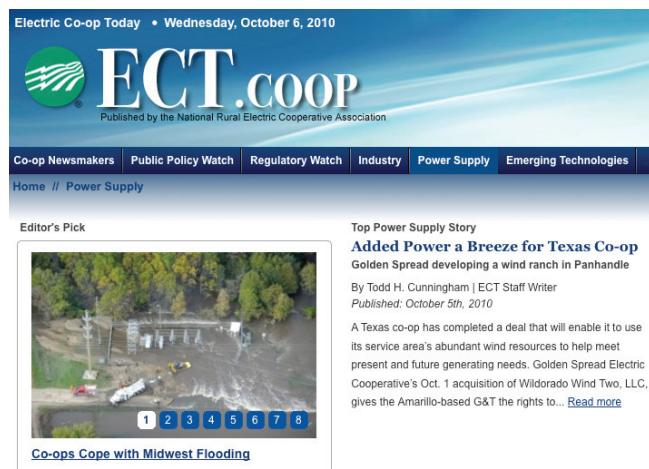 Electric Co-op Today • Wednesday, October 6, 2010
ECT.COOP
®
Published by the National Rural Electric Cooperative Association
Co-op Newsmakers Public Policy Watch Regulatory Watch Industry Power Supply Emerging Technologies
Home // Power Supply
Editor's Pick
1 2 3 4 5 6 7 8
Co-ops Cope with Midwest Flooding
Top Power Supply Story
Added Power a Breeze for Texas Co-op
Golden Spread developing a wind ranch in Panhandle
By Todd H. Cunningham | ECT Staff Writer
Published: October 5th, 2010
A Texas co-op has completed a deal that will enable it to use
its service area's abundant wind resources to help meet
present and future generating needs. Golden Spread Electric
Cooperative's Oct. 1 acquisition of Wildorado Wind Two, LLC,
gives the Amarillo-based G&T the rights to... Read more